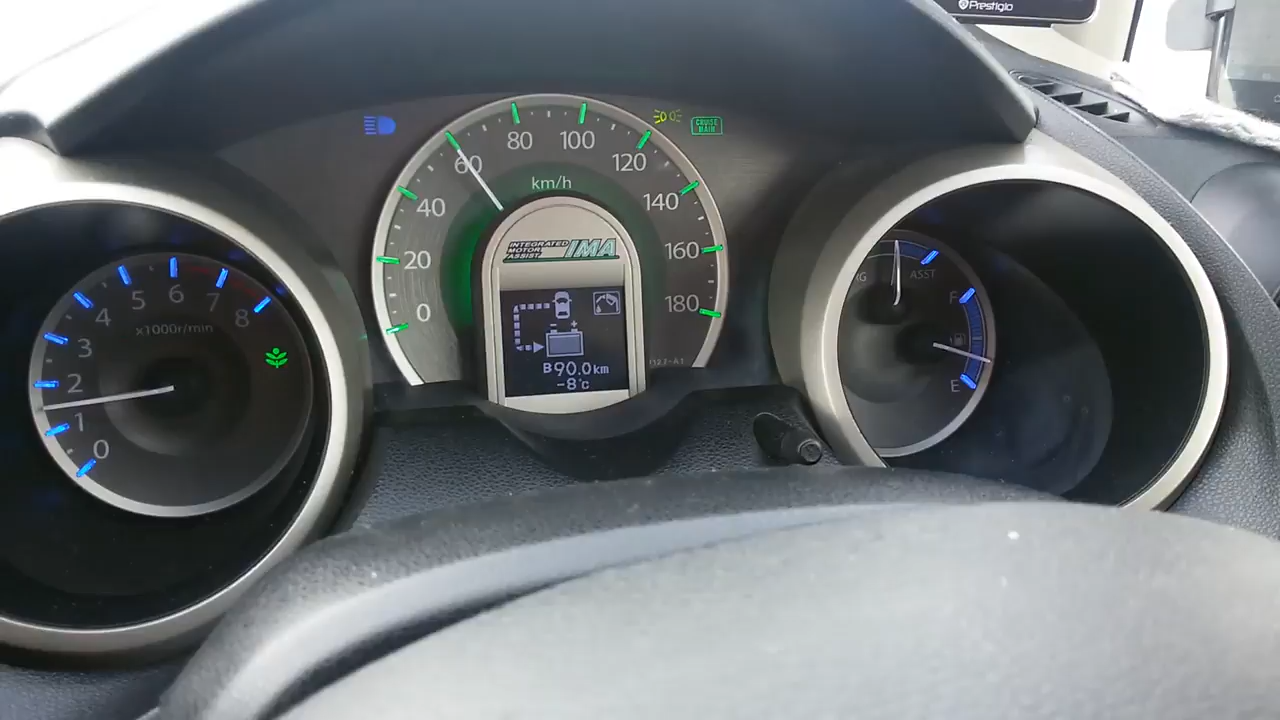 Prestigio
CRUISE
MAIN
0
20
40
60
80
100
120
140
160
180
km/h
INTEGRATED
MOTOR
ASSIST
IMA
B90.0km
-8°C
0
1
2
3
4
5
6
7
8
x1000r/min
ASST
F
E